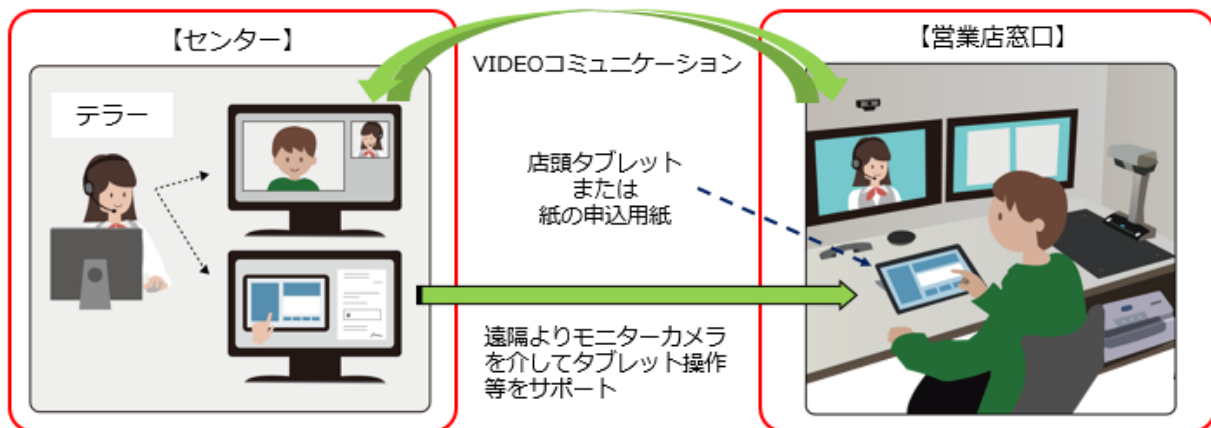 【センター】
テラー
VIDEOコミュニケーション
店頭タブレット
または
紙の申込用紙
遠隔よりモニターカメラ
を介してタブレット操作
等をサポート
【営業店窓口】